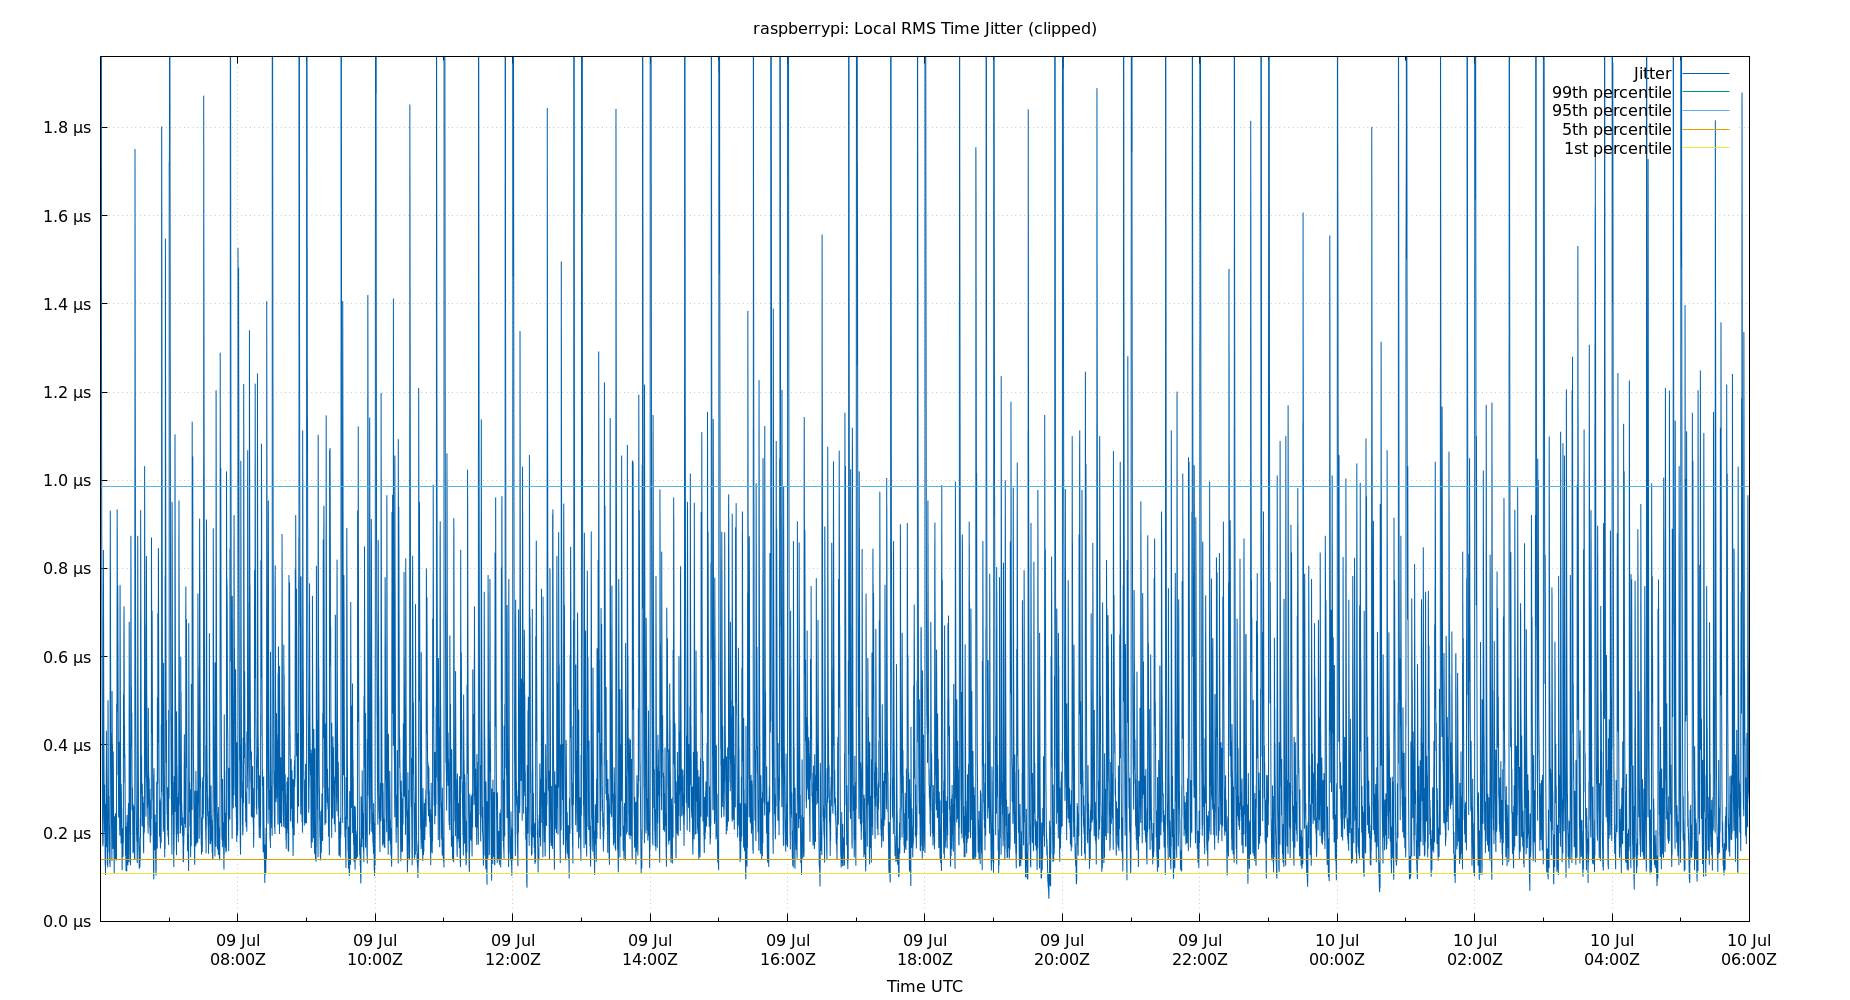 raspberrypi: Local RMS Time Jitter (clipped)
Jitter
99th percentile
95th percentile
5th percentile
1st percentile
1.8 μs
1.6 μs
1.4 μs
1.2 μs
1.0 μs
0.8 μs
0.6 μs
0.4 μs
0.2 μs
0.0 μs
09 Jul 09 Jul 09 Jul 09 Jul 09 Jul 09 Jul 09 Jul 09 Jul 10 Jul 10 Jul 10 Jul 10 Jul
08:00Z 10:00Z 12:00Z 14:00Z 16:00Z 18:00Z 20:00Z 22:00Z 00:00Z 02:00Z 04:00Z 06:00Z
Time UTC